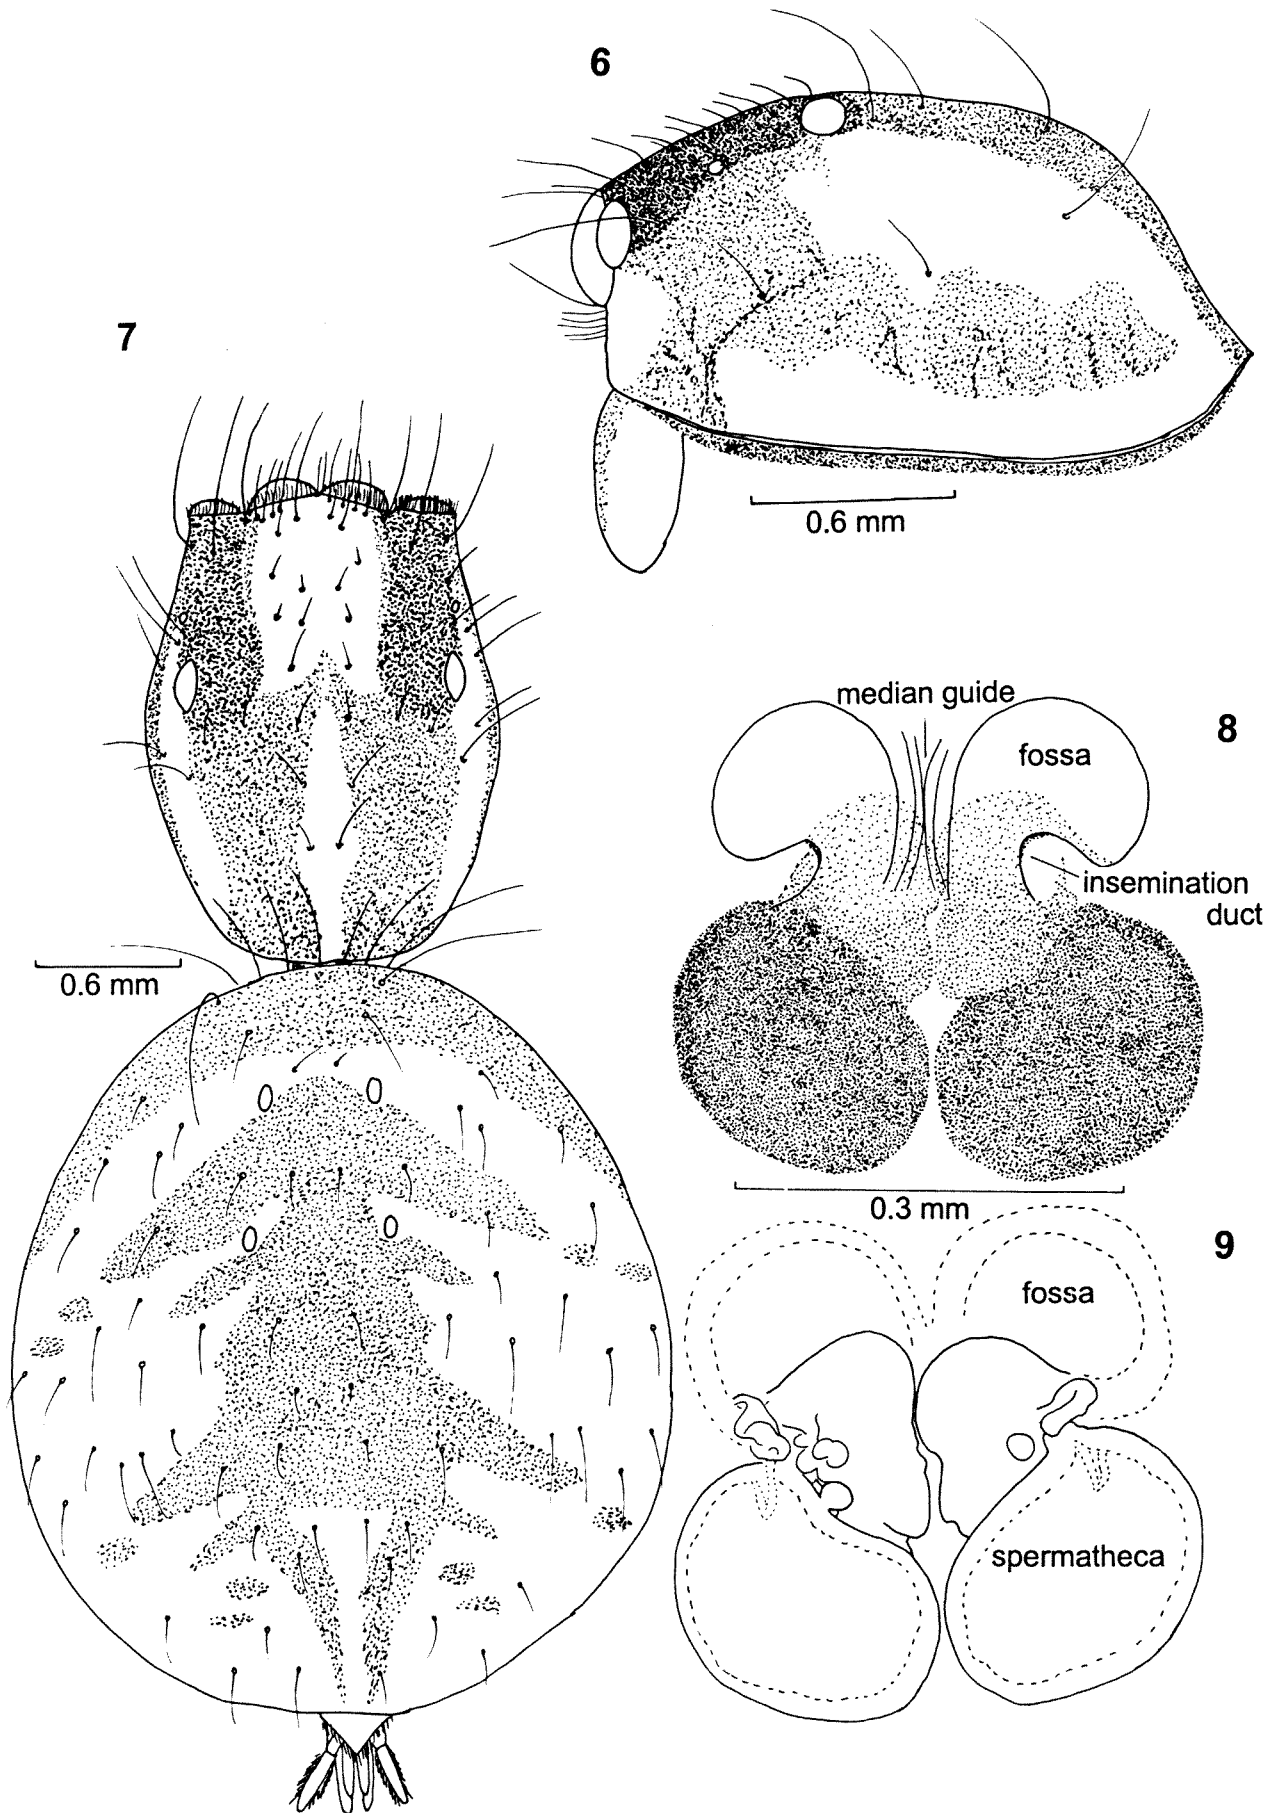 6
0.6 mm
7
0.6 mm
8
median guide
fossa
insemination
duct
0.3 mm
9
fossa
spermatheca